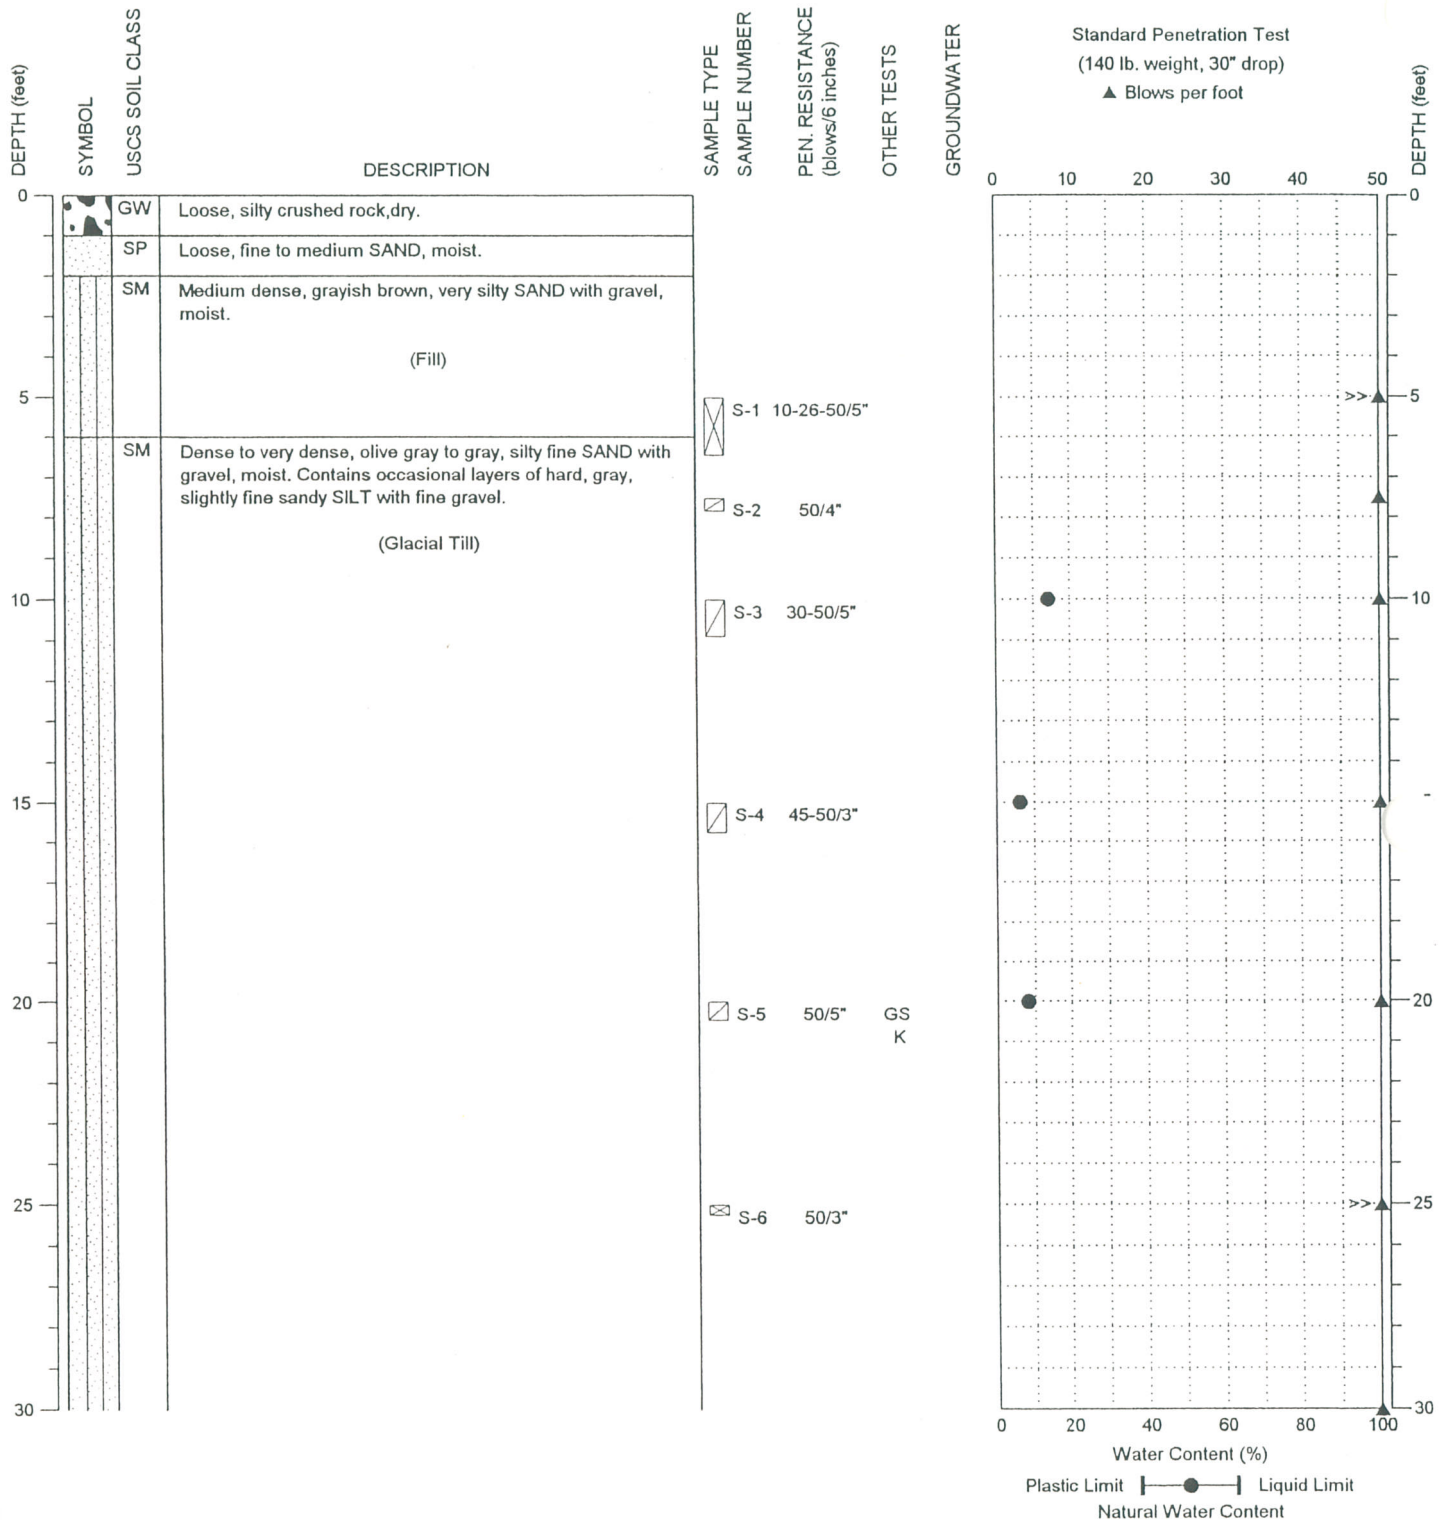 DEPTH (feet)
SYMBOL
USCS SOIL CLASS
DESCRIPTION
SAMPLE TYPE
SAMPLE NUMBER
PEN. RESISTANCE
(blows/6 inches)
OTHER TESTS
GROUNDWATER
Standard Penetration Test
(140 lb. weight, 30" drop)
▲ Blows per foot
DEPTH (feet)
0 10 20 30 40 50
0
GW Loose, silty crushed rock,dry.
0
SP Loose, fine to medium SAND, moist.
SM Medium dense, grayish brown, very silty SAND with gravel,
moist.
(Fill)
5
S-1 10-26-50/5"
>>
5
SM Dense to very dense, olive gray to gray, silty fine SAND with
gravel, moist. Contains occasional layers of hard, gray,
slightly fine sandy SILT with fine gravel.
S-2 50/4"
(Glacial Till)
10
S-3 30-50/5"
10
15
S-4 45-50/3"
20
S-5 50/5" GS
K
20
25
S-6 50/3"
>>
25
30
30
0 20 40 60 80 100
Water Content (%)
Plastic Limit Liquid Limit
Natural Water Content